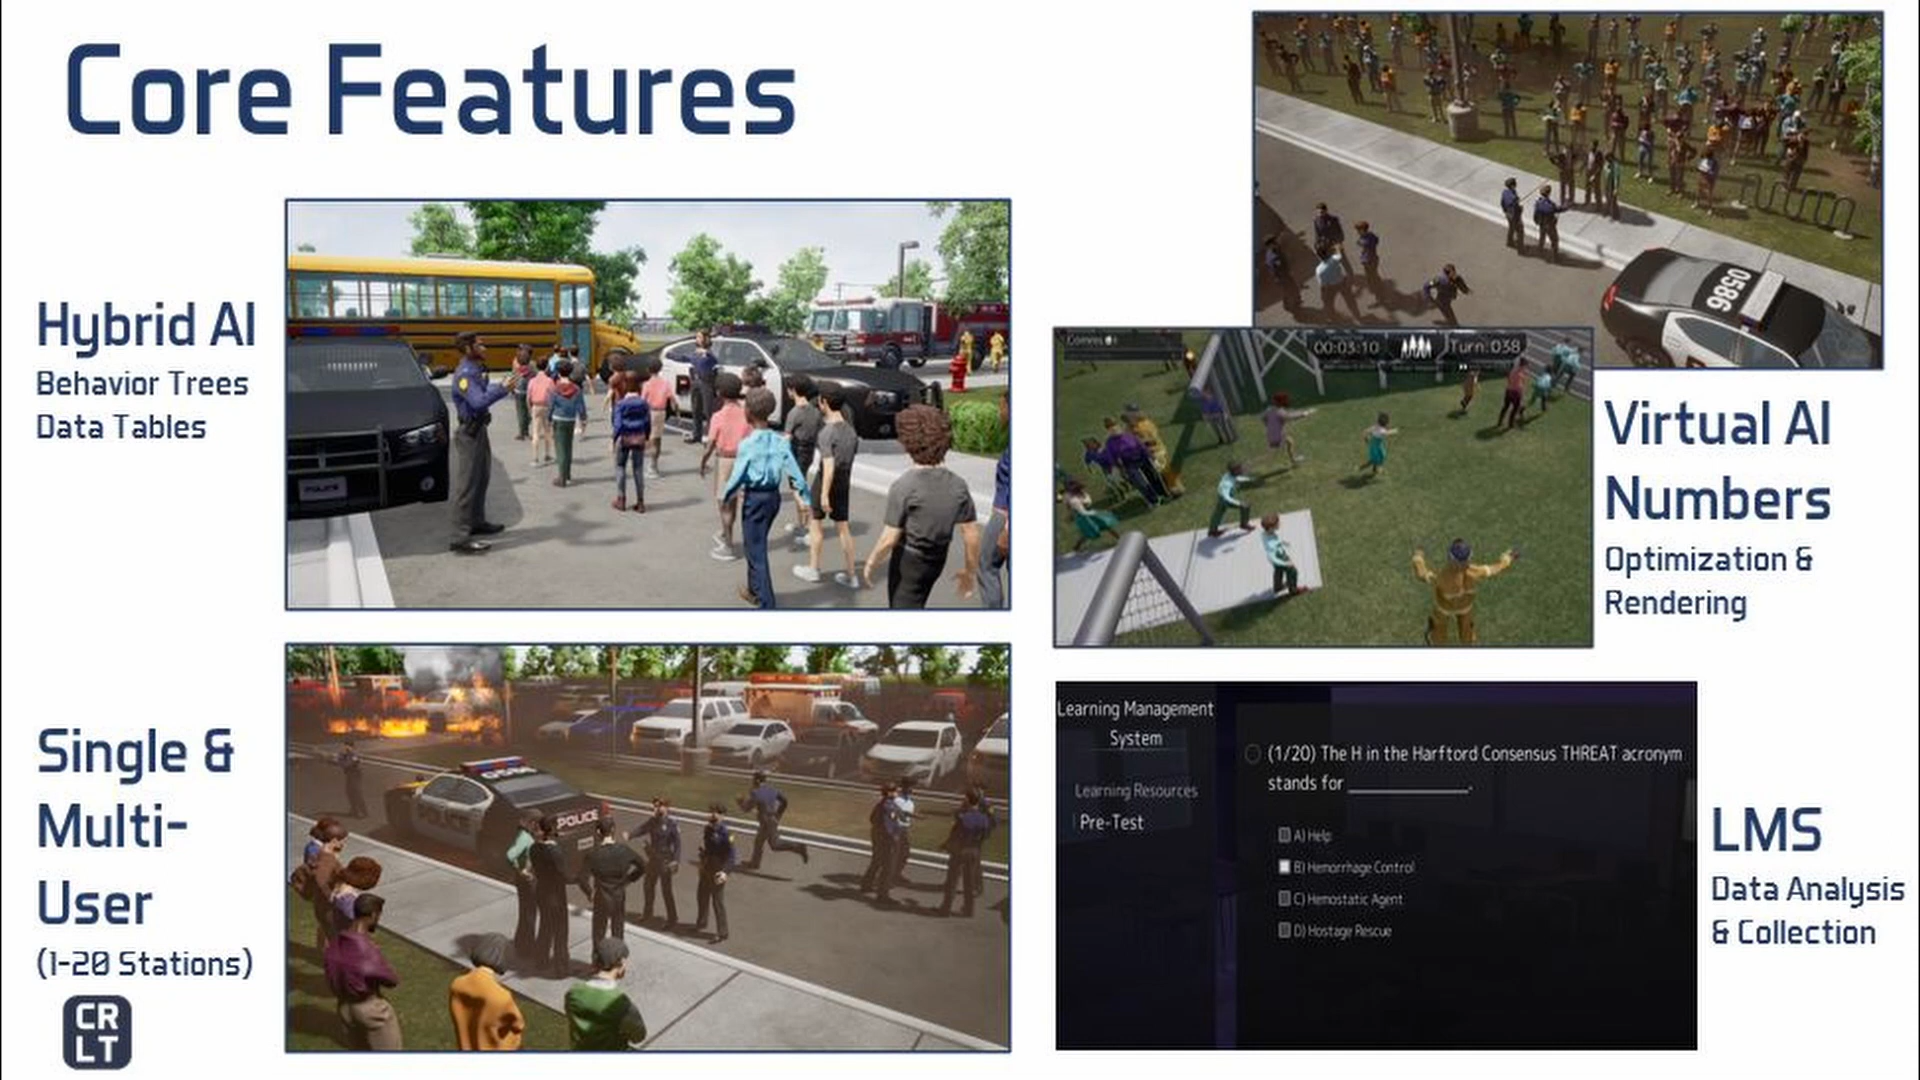 Core Features
Hybrid AI
Behavior Trees
Data Tables
POLICE
0586
00:03:10
Turn: 038
Virtual AI
Numbers
Optimization &
Rendering
Single &
Multi-
User
(1-20 Stations)
POLICE
POLICE
Learning Management
System
Learning Resources
Pre-Test
(1/20) The H in the Harftord Consensus THREAT acronym
stands for ______________.
A) Help
B) Hemorrhage Control
C) Hemostatic Agent
D) Hostage Rescue
LMS
Data Analysis
& Collection
CR
LT